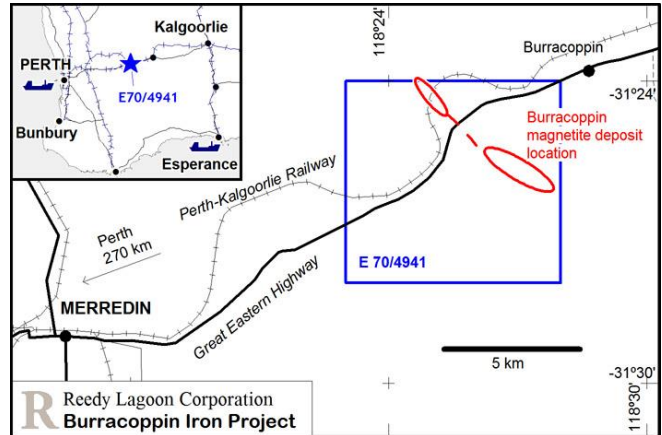 Kalgoorlie
PERTH
E70/4941
Bunbury
Esperance
118°24'
Burracoppin
-31°24'
Burracoppin
magnetite deposit
location
Perth-Kalgoorlie Railway
Perth
270 km
E 70/4941
Great Eastern Highway
MERREDIN
5 km
-31°30'
118°30'
R
Reedy Lagoon Corporation
Burracoppin Iron Project